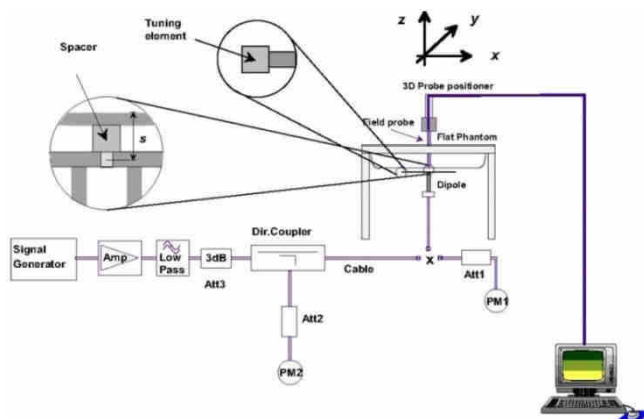 Tuning
element
Spacer
s
z
y
x
3D Probe positioner
Field probe
Flat Phantom
Dipole
Signal
Generator
Amp
Low
Pass
3dB
Att3
Dir.Coupler
Cable
x
Att1
PM1
Att2
PM2